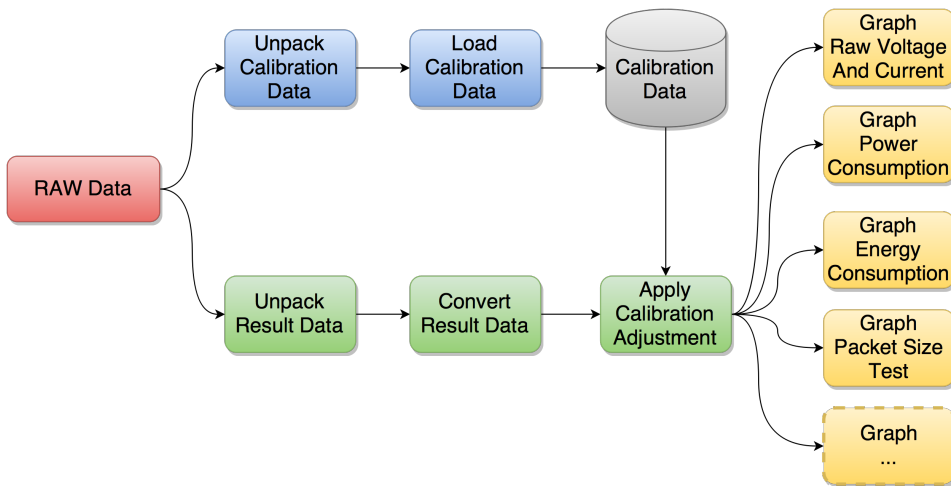 RAW Data
Unpack
Calibration
Data
Load
Calibration
Data
Calibration
Data
Unpack
Result Data
Convert
Result Data
Apply
Calibration
Adjustment
Graph
Raw Voltage
And Current
Graph
Power
Consumption
Graph
Energy
Consumption
Graph
Packet Size
Test
Graph
...